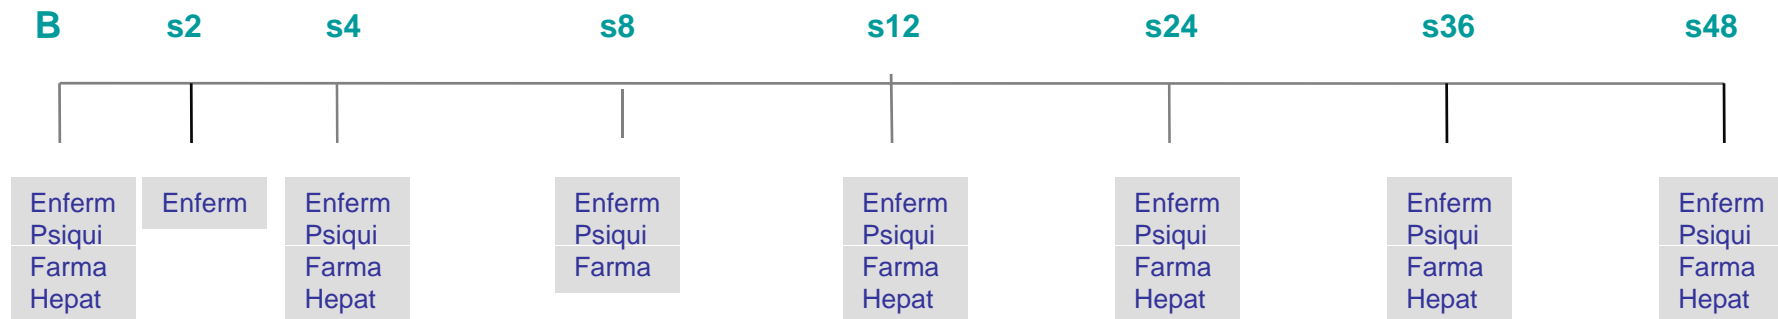 B s2 s4 s8 s12 s24 s36 s48
Enferm
Psiqui
Farma
Hepat
Enferm
Enferm
Psiqui
Farma
Hepat
Enferm
Psiqui
Farma
Enferm
Psiqui
Farma
Hepat
Enferm
Psiqui
Farma
Hepat
Enferm
Psiqui
Farma
Hepat
Enferm
Psiqui
Farma
Hepat